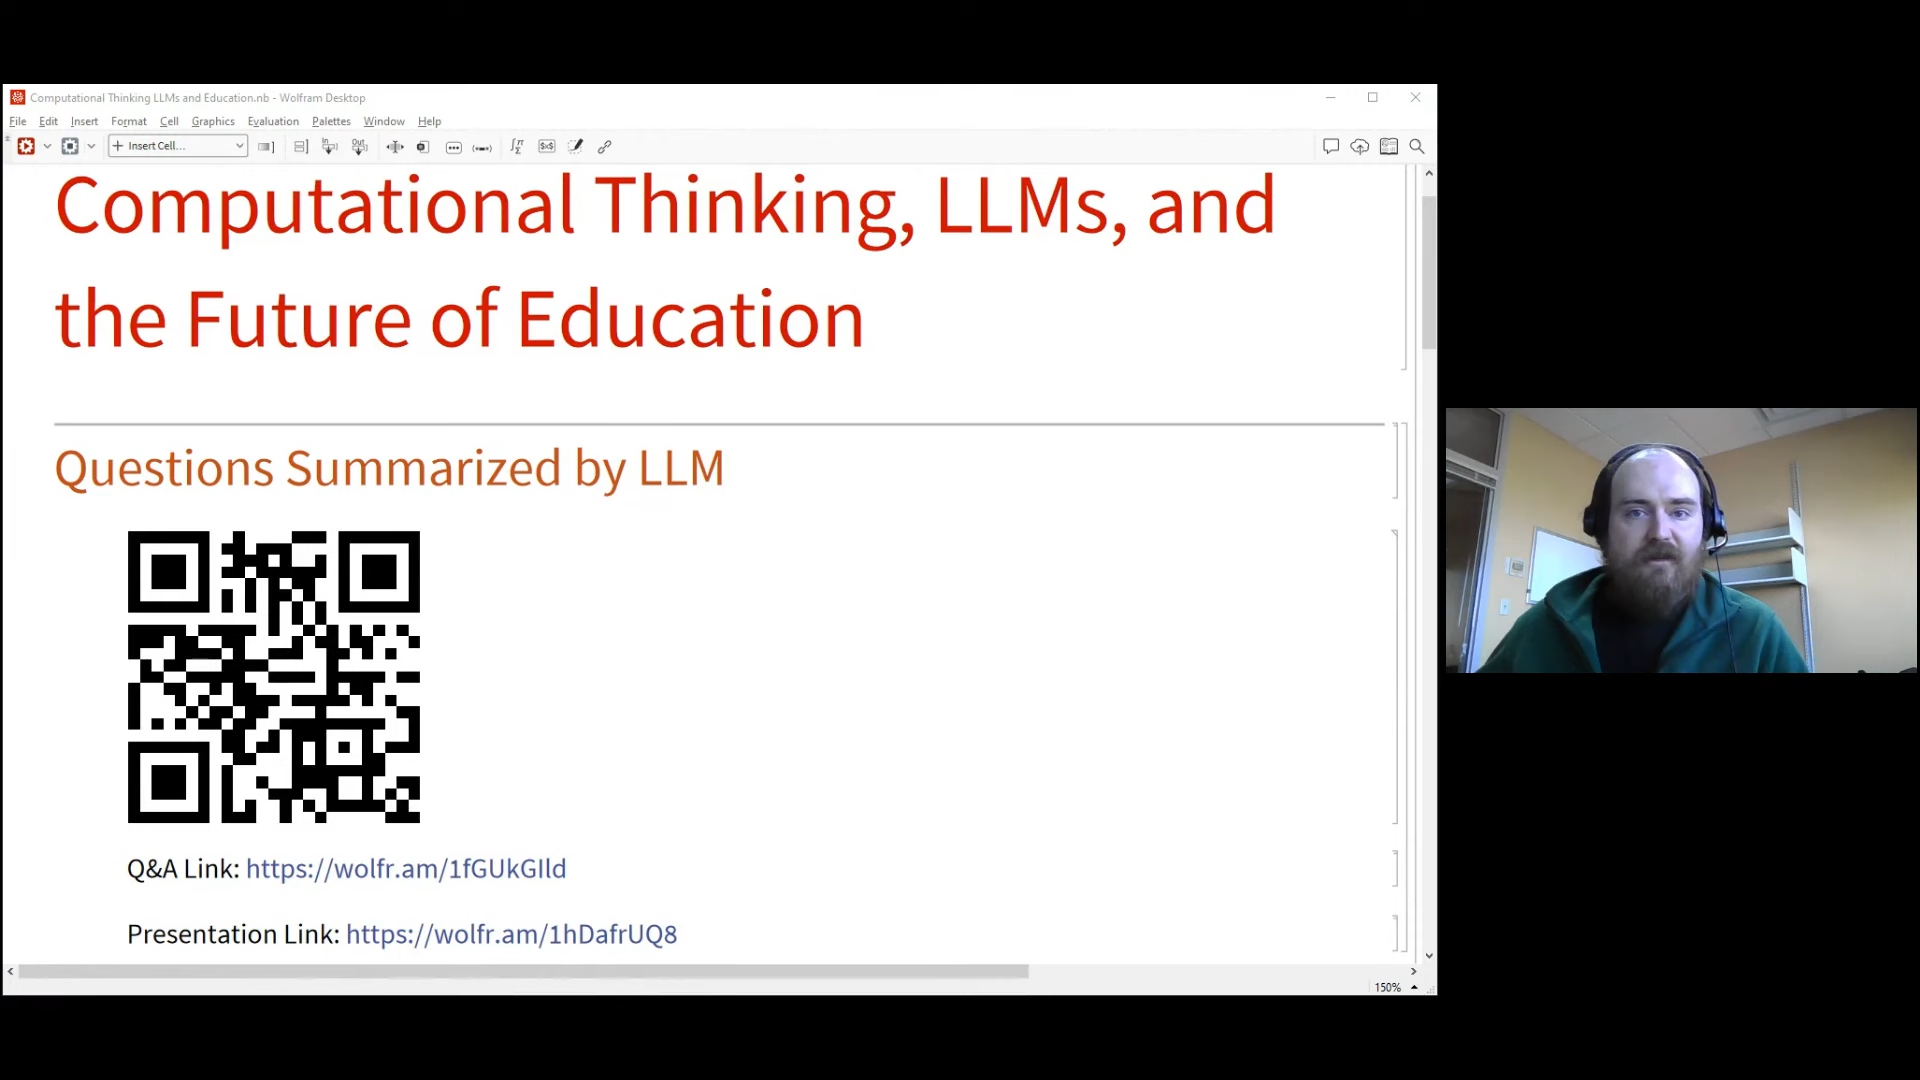 Computational Thinking LLMs and Education.nb - Wolfram Desktop
File Edit Insert Format Cell Graphics Evaluation Palettes Window Help
Insert Cell...
Computational Thinking, LLMs, and
the Future of Education
Questions Summarized by LLM
Q&A Link: https://wolfr.am/1fGUkGIld
Presentation Link: https://wolfr.am/1hDafrUQ8
150%